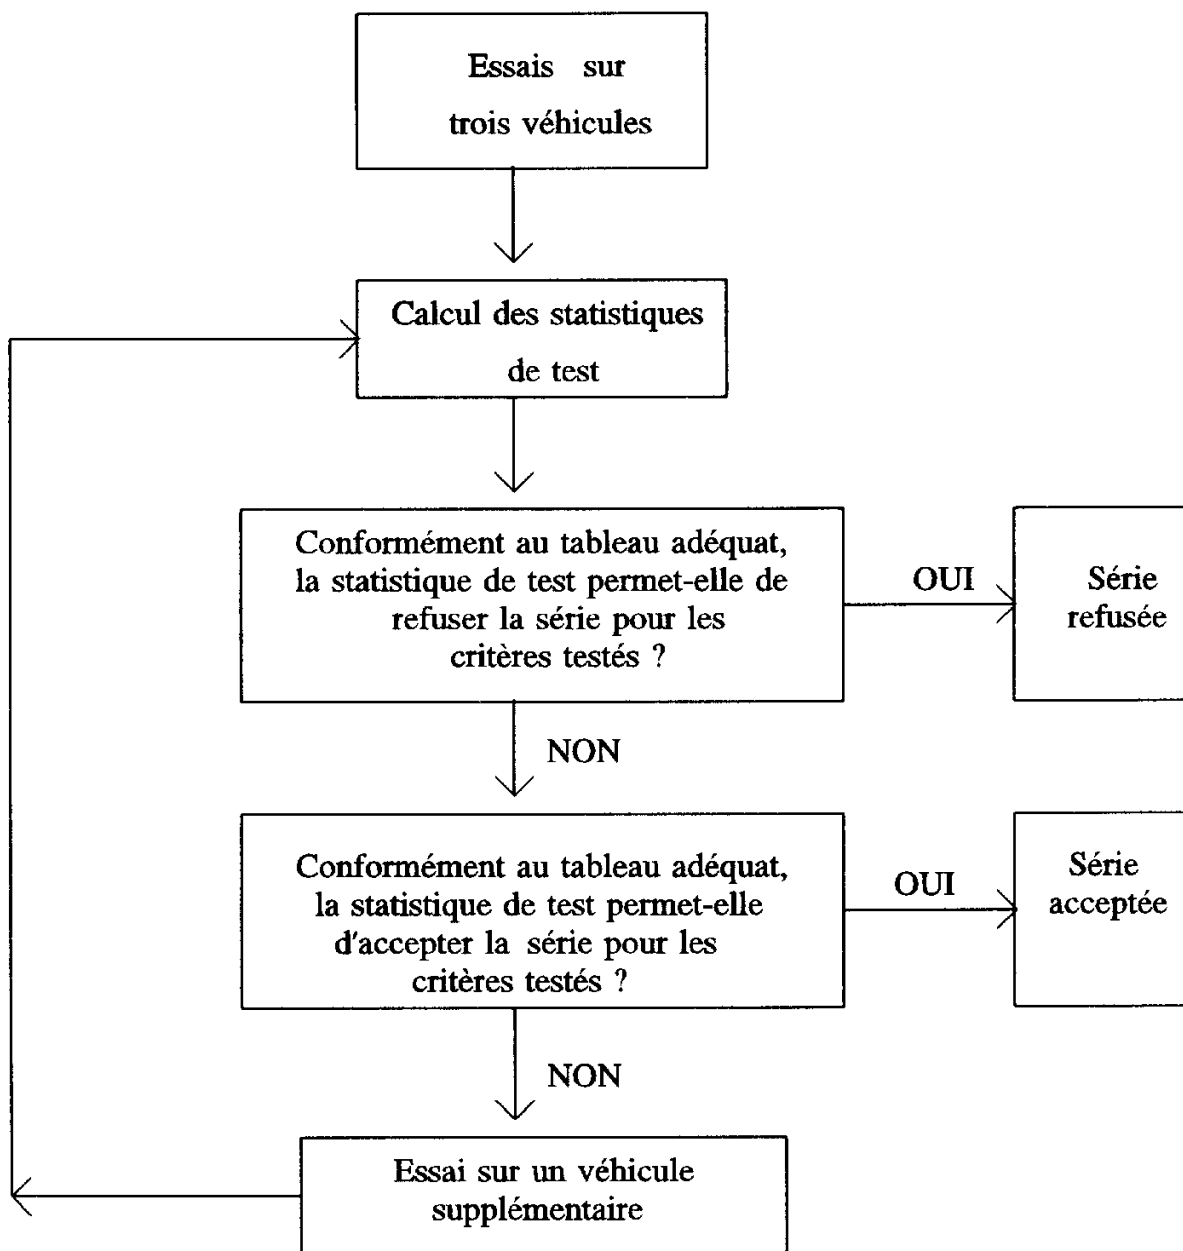 Essais sur
trois véhicules
Calcul des statistiques
de test
Conformément au tableau adéquat,
la statistique de test permet-elle de
refuser la série pour les
critères testés ?
OUI
Série
refusée
NON
Conformément au tableau adéquat,
la statistique de test permet-elle
d'accepter la série pour les
critères testés ?
OUI
Série
acceptée
NON
Essai sur un véhicule
supplémentaire